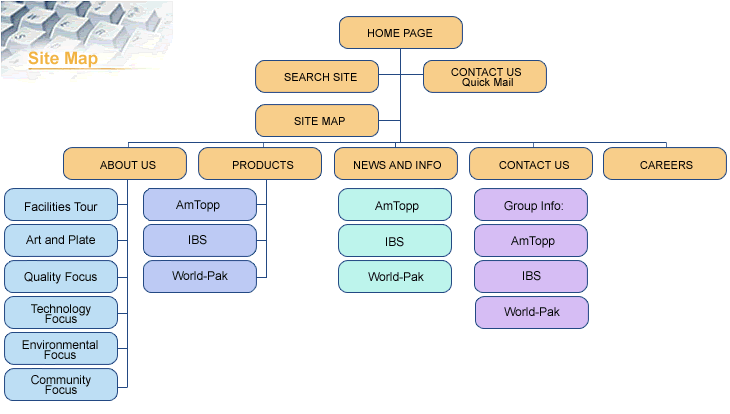 Site Map
HOME PAGE
SEARCH SITE
CONTACT US
Quick Mail
SITE MAP
ABOUT US
PRODUCTS
NEWS AND INFO
CONTACT US
CAREERS
Facilities Tour
Art and Plate
Quality Focus
Technology
Focus
Environmental
Focus
Community
Focus
AmTopp
IBS
World-Pak
AmTopp
IBS
World-Pak
Group Info:
AmTopp
IBS
World-Pak